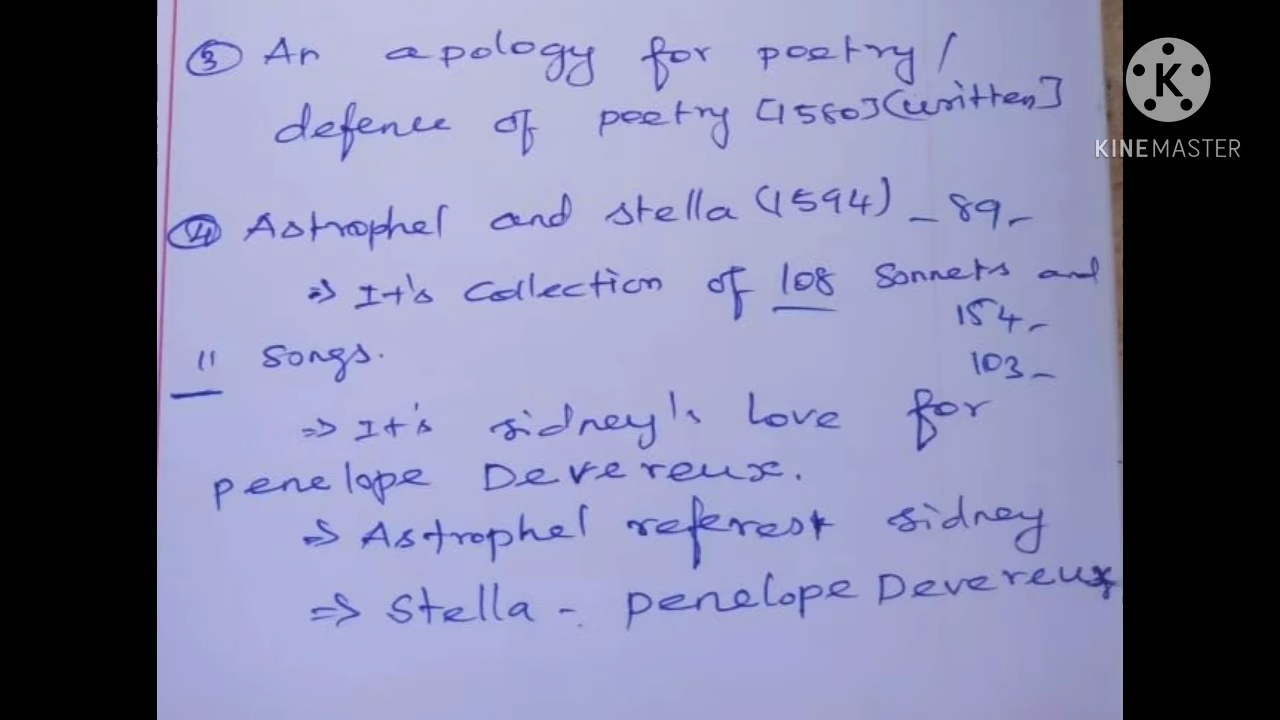 ③ An apology for poetry /
defence of poetry [1580] (written]
④ Astrophel and stella (1594) - 89,-
⇒ It's collection of 108 sonnets and
154,-
11 songs.
103-
⇒ It's sidney's love for
penelope Devereux.
⇒ Astrophel referest sidney
⇒ Stella - penelope Devereux
K
KINEMASTER